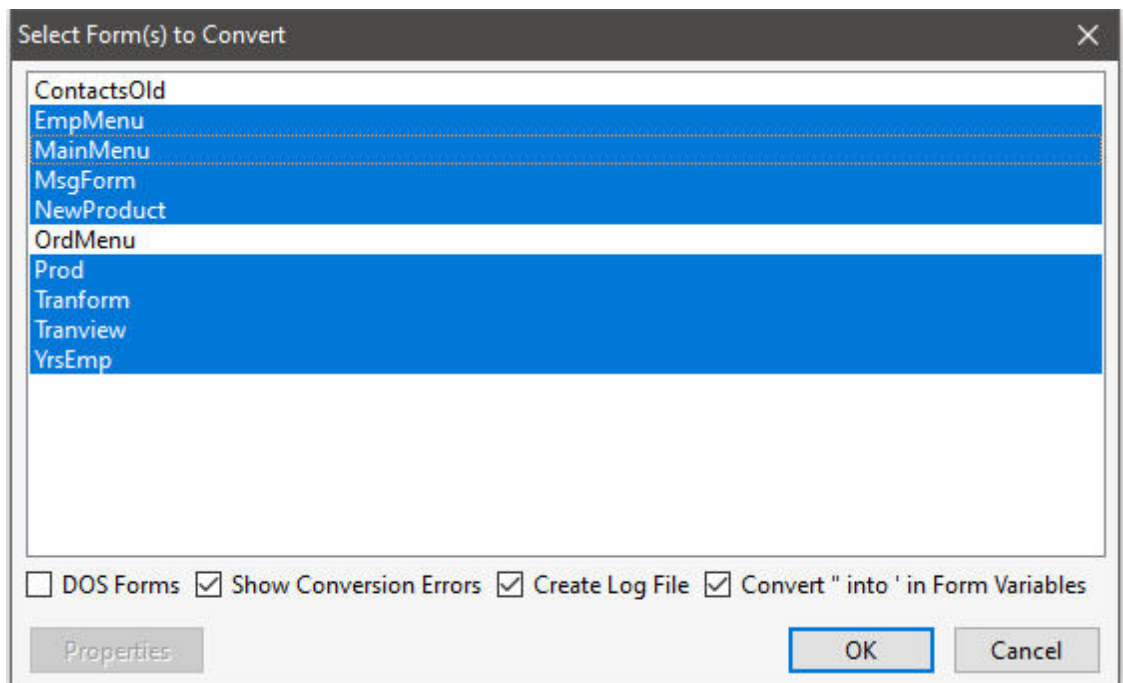 Select Form(s) to Convert
ContactsOld
EmpMenu
MainMenu
MsgForm
NewProduct
OrdMenu
Prod
Tranform
Tranview
YrsEmp
DOS Forms Show Conversion Errors Create Log File Convert " into ' in Form Variables
Properties OK Cancel